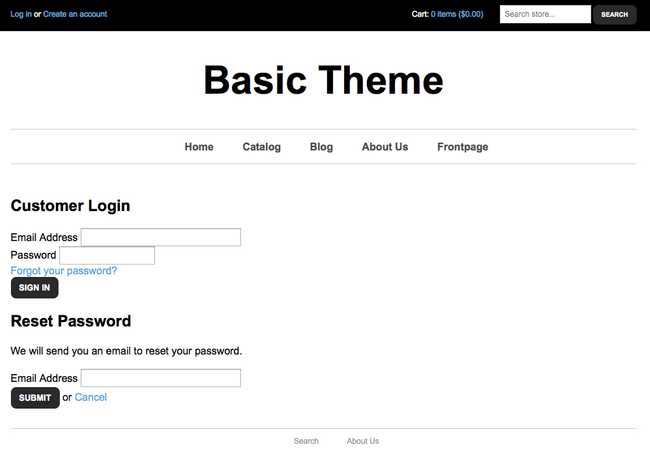 Log in or Create an account
Cart: 0 items ($0.00)
Search store...
SEARCH
Basic Theme
Home Catalog Blog About Us Frontpage
Customer Login
Email Address
Password
Forgot your password?
SIGN IN
Reset Password
We will send you an email to reset your password.
Email Address
SUBMIT or Cancel
Search About Us